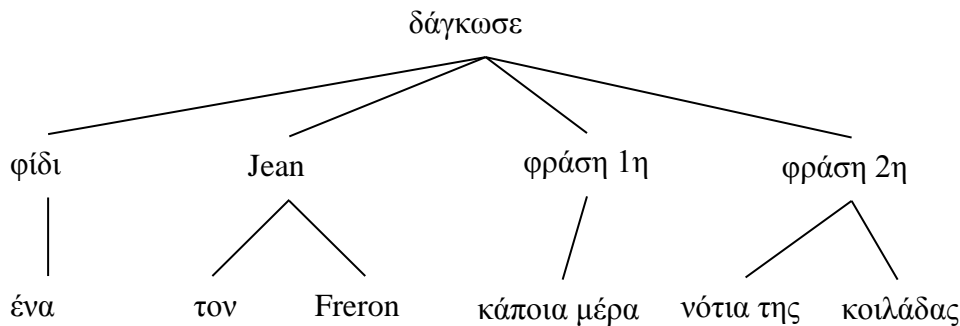 δάγκωσε
φίδι Jean φράση 1η φράση 2η
ένα τον Freron κάποια μέρα νότια της κοιλάδας